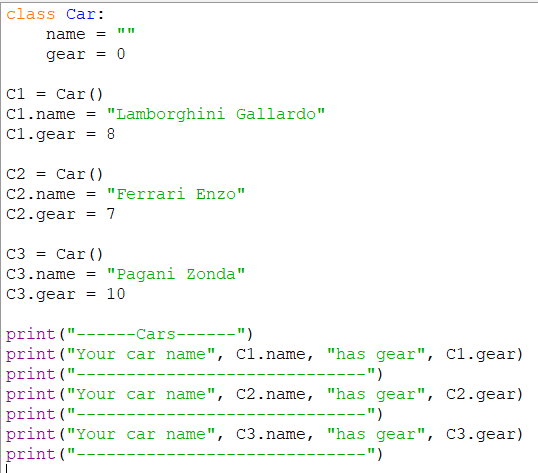 class Car:
    name = ""
    gear = 0

C1 = Car()
C1.name = "Lamborghini Gallardo"
C1.gear = 8

C2 = Car()
C2.name = "Ferrari Enzo"
C2.gear = 7

C3 = Car()
C3.name = "Pagani Zonda"
C3.gear = 10

print("------Cars------")
print("Your car name", C1.name, "has gear", C1.gear)
print("-----------------------------")
print("Your car name", C2.name, "has gear", C2.gear)
print("-----------------------------")
print("Your car name", C3.name, "has gear", C3.gear)
print("-----------------------------")